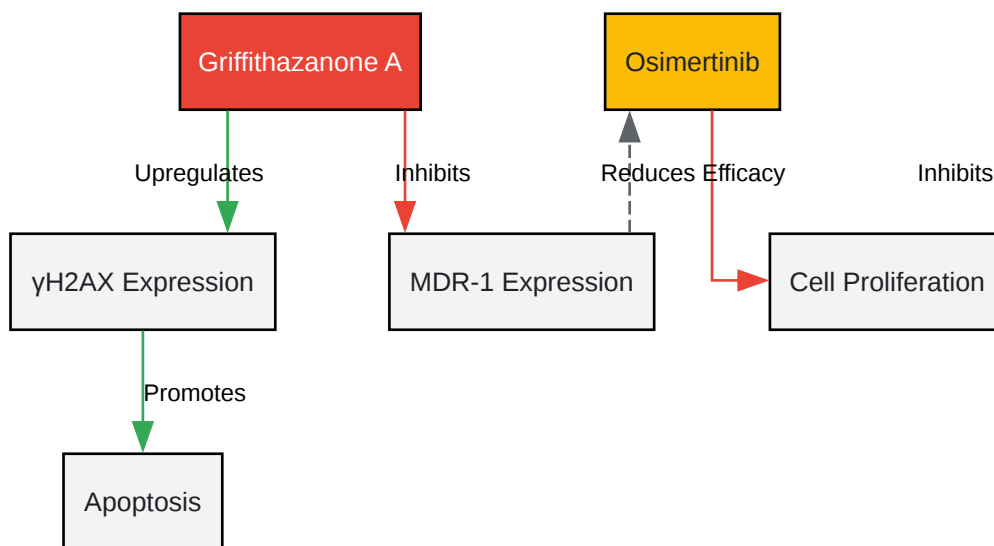 Griffithazanone A
Osimertinib
Upregulates
Inhibits
Reduces Efficacy
Inhibits
γH2AX Expression
MDR-1 Expression
Cell Proliferation
Promotes
Apoptosis